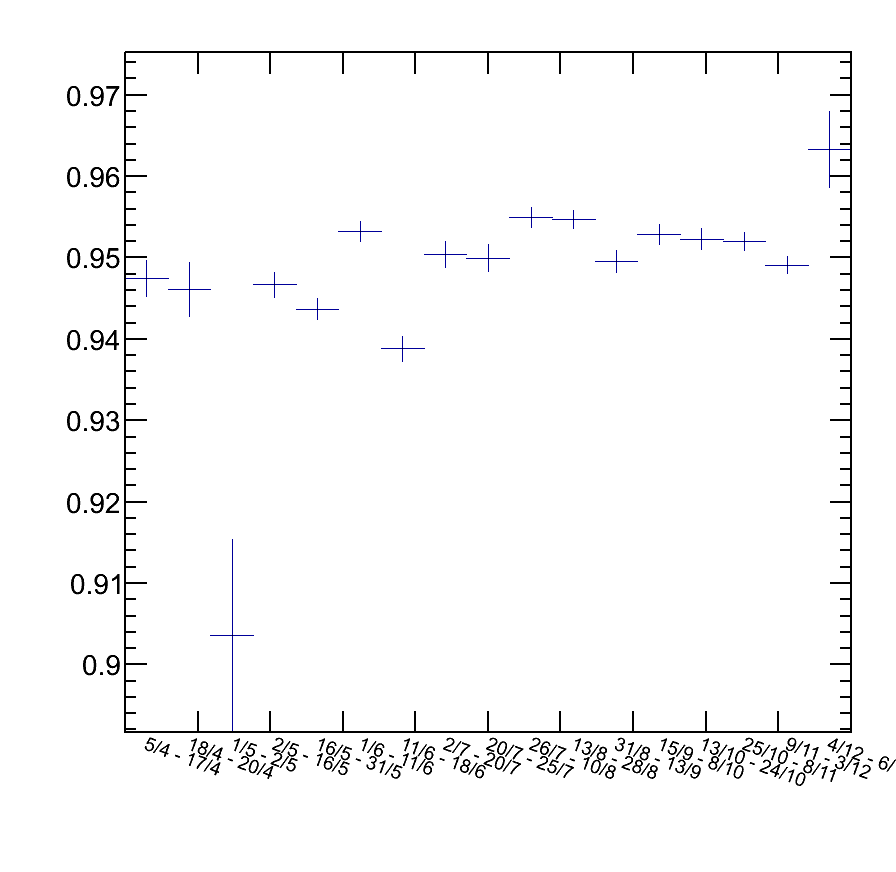 0.97
0.96
0.95
0.94
0.93
0.92
0.91
0.9
5/4 - 17/4
18/4 - 20/4
1/5 - 2/5
2/5 - 16/5
16/5 - 31/5
1/6 - 11/6
11/6 - 18/6
2/7 - 20/7
20/7 - 25/7
26/7 - 10/8
13/8 - 28/8
31/8 - 13/9
15/9 - 8/10
13/10 - 24/10
25/10 - 8/11
9/11 - 3/12
4/12 - 6/